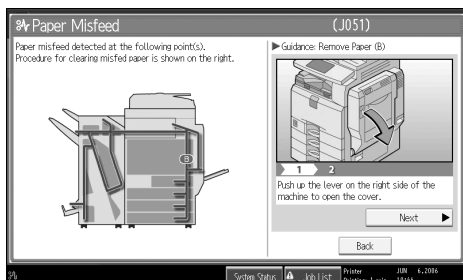 Paper Misfeed
(J051)
Paper misfeed detected at the following point(s).
Procedure for clearing misfed paper is shown on the right.
B
▶Guidance: Remove Paper (B)
1 2
Push up the lever on the right side of the
machine to open the cover.
Next ▶
Back
System Status
Job List
Printer
JUN 6,2006